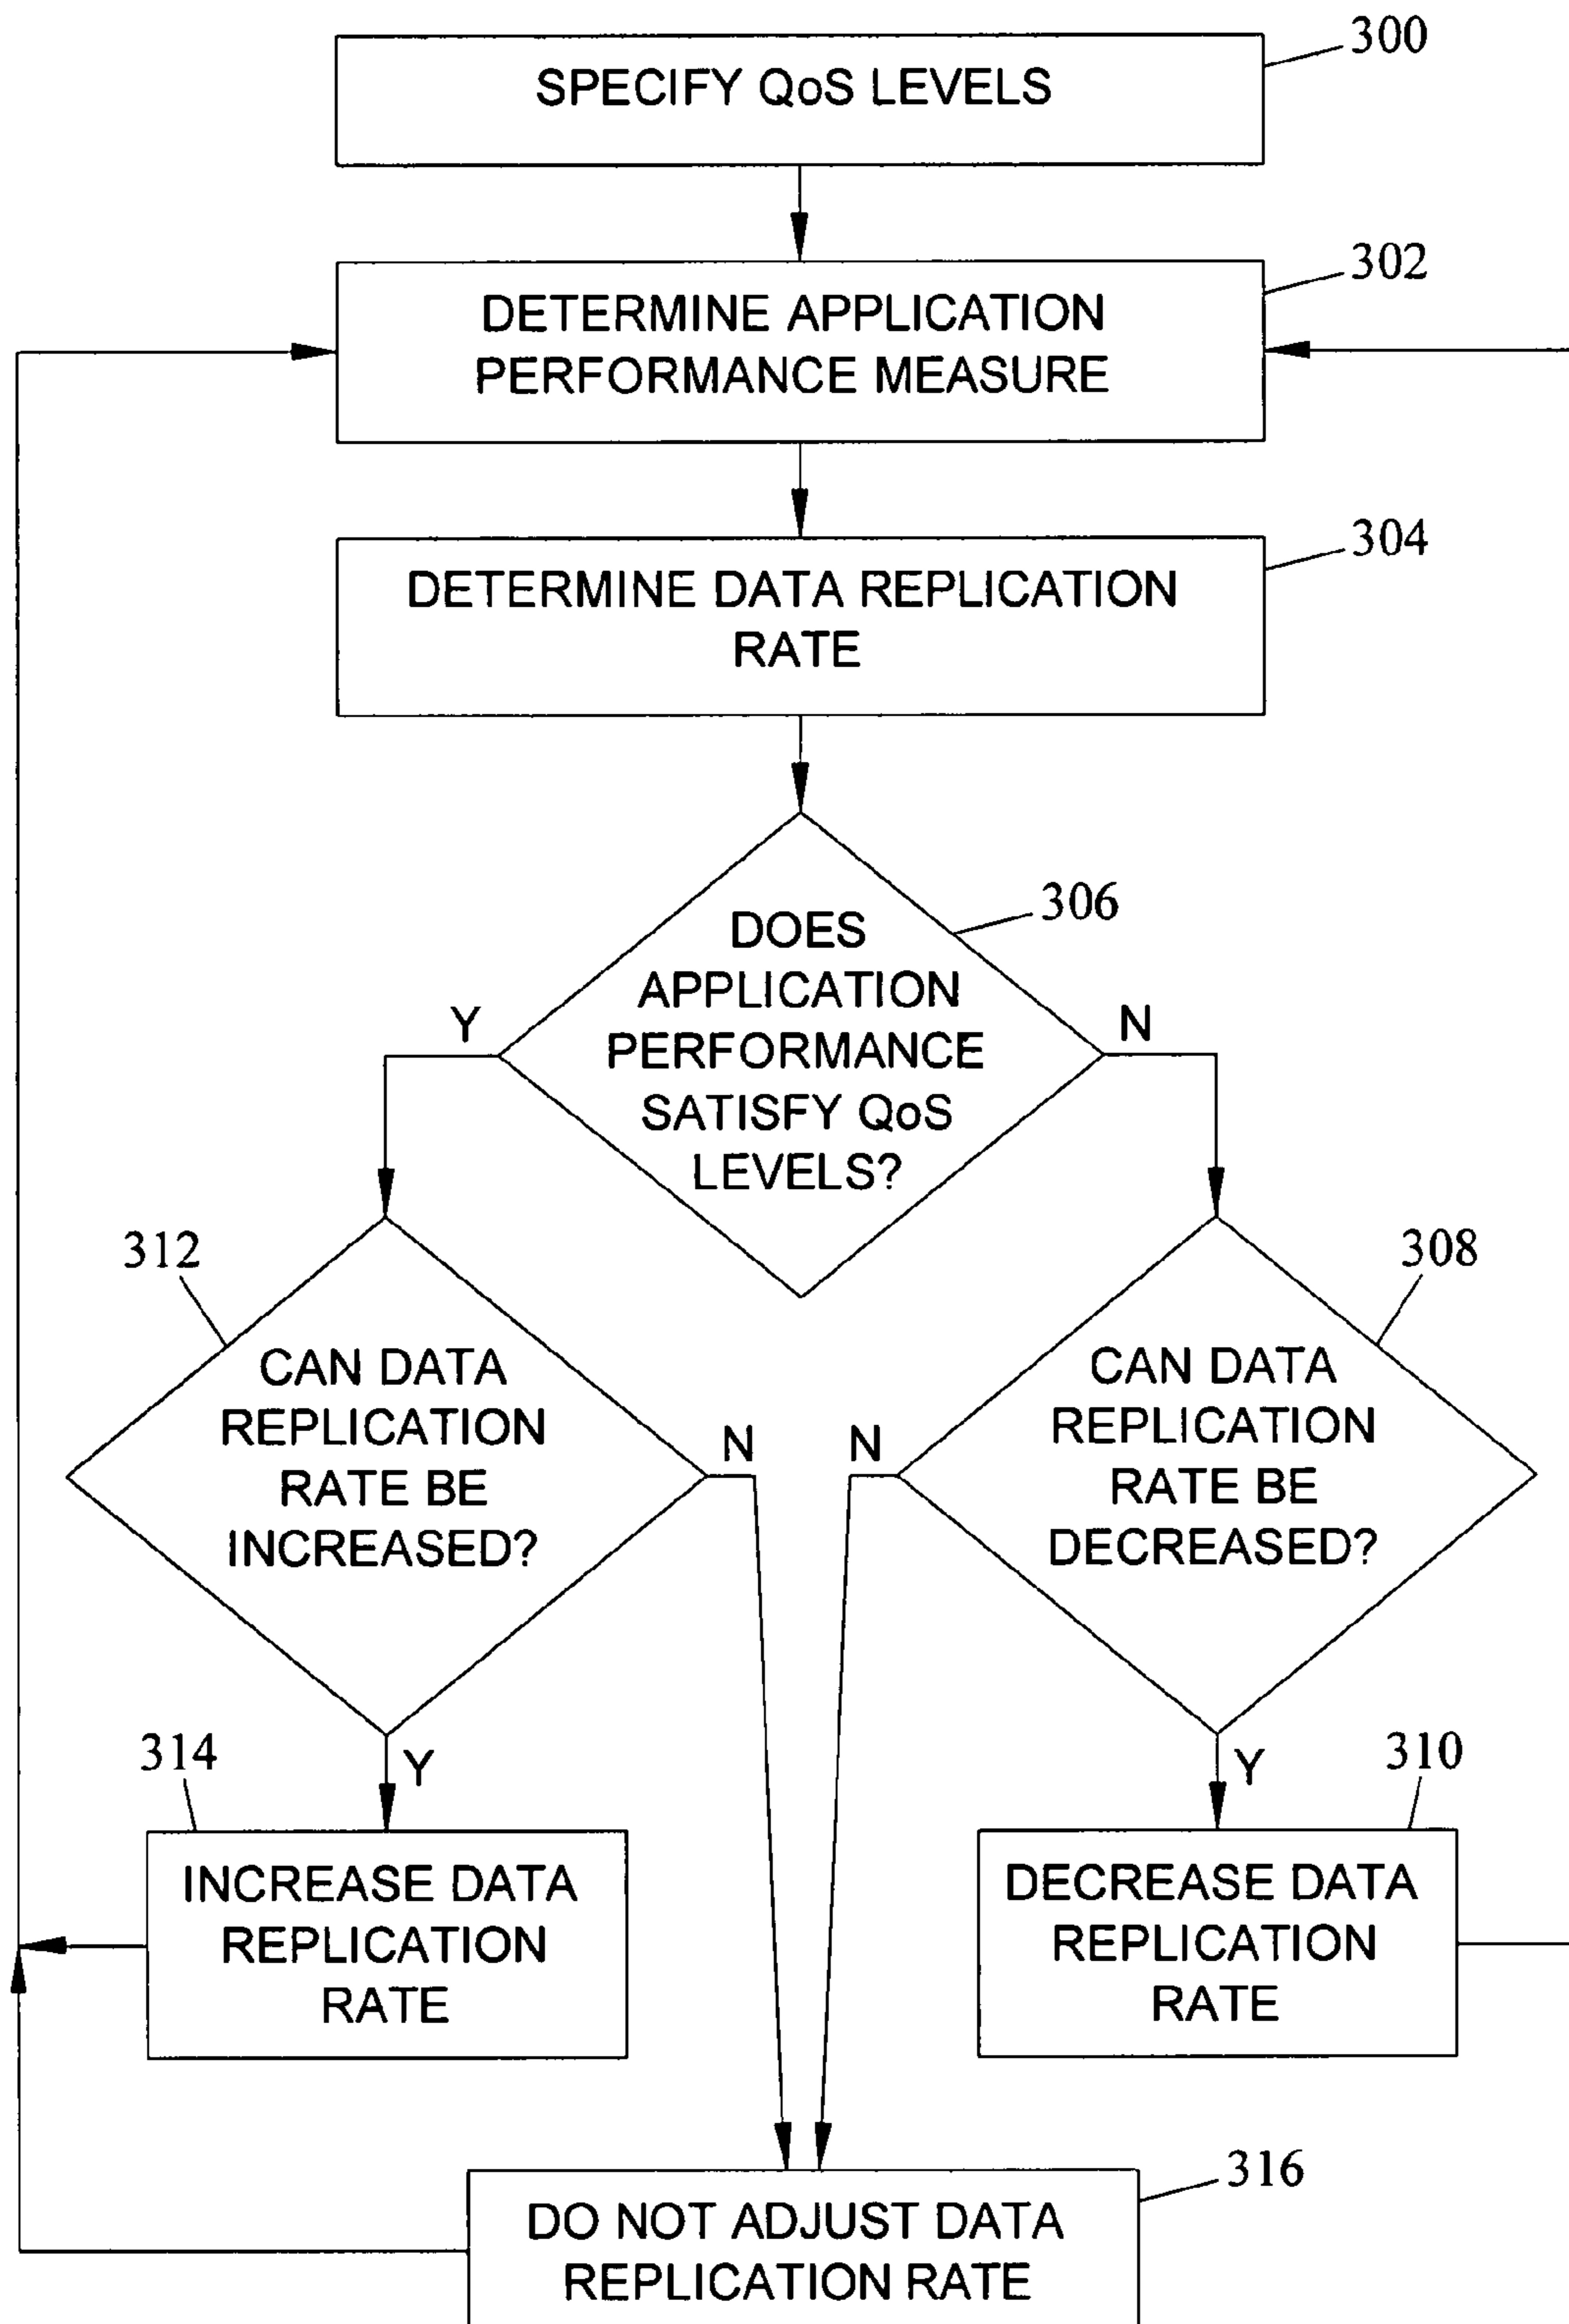 300
SPECIFY QoS LEVELS
302
DETERMINE APPLICATION
PERFORMANCE MEASURE
304
DETERMINE DATA REPLICATION
RATE
306
DOES
APPLICATION
PERFORMANCE
SATISFY QoS
LEVELS?
Y
N
312
CAN DATA
REPLICATION
RATE BE
INCREASED?
N
Y
308
CAN DATA
REPLICATION
RATE BE
DECREASED?
N
Y
314
INCREASE DATA
REPLICATION
RATE
310
DECREASE DATA
REPLICATION
RATE
316
DO NOT ADJUST DATA
REPLICATION RATE